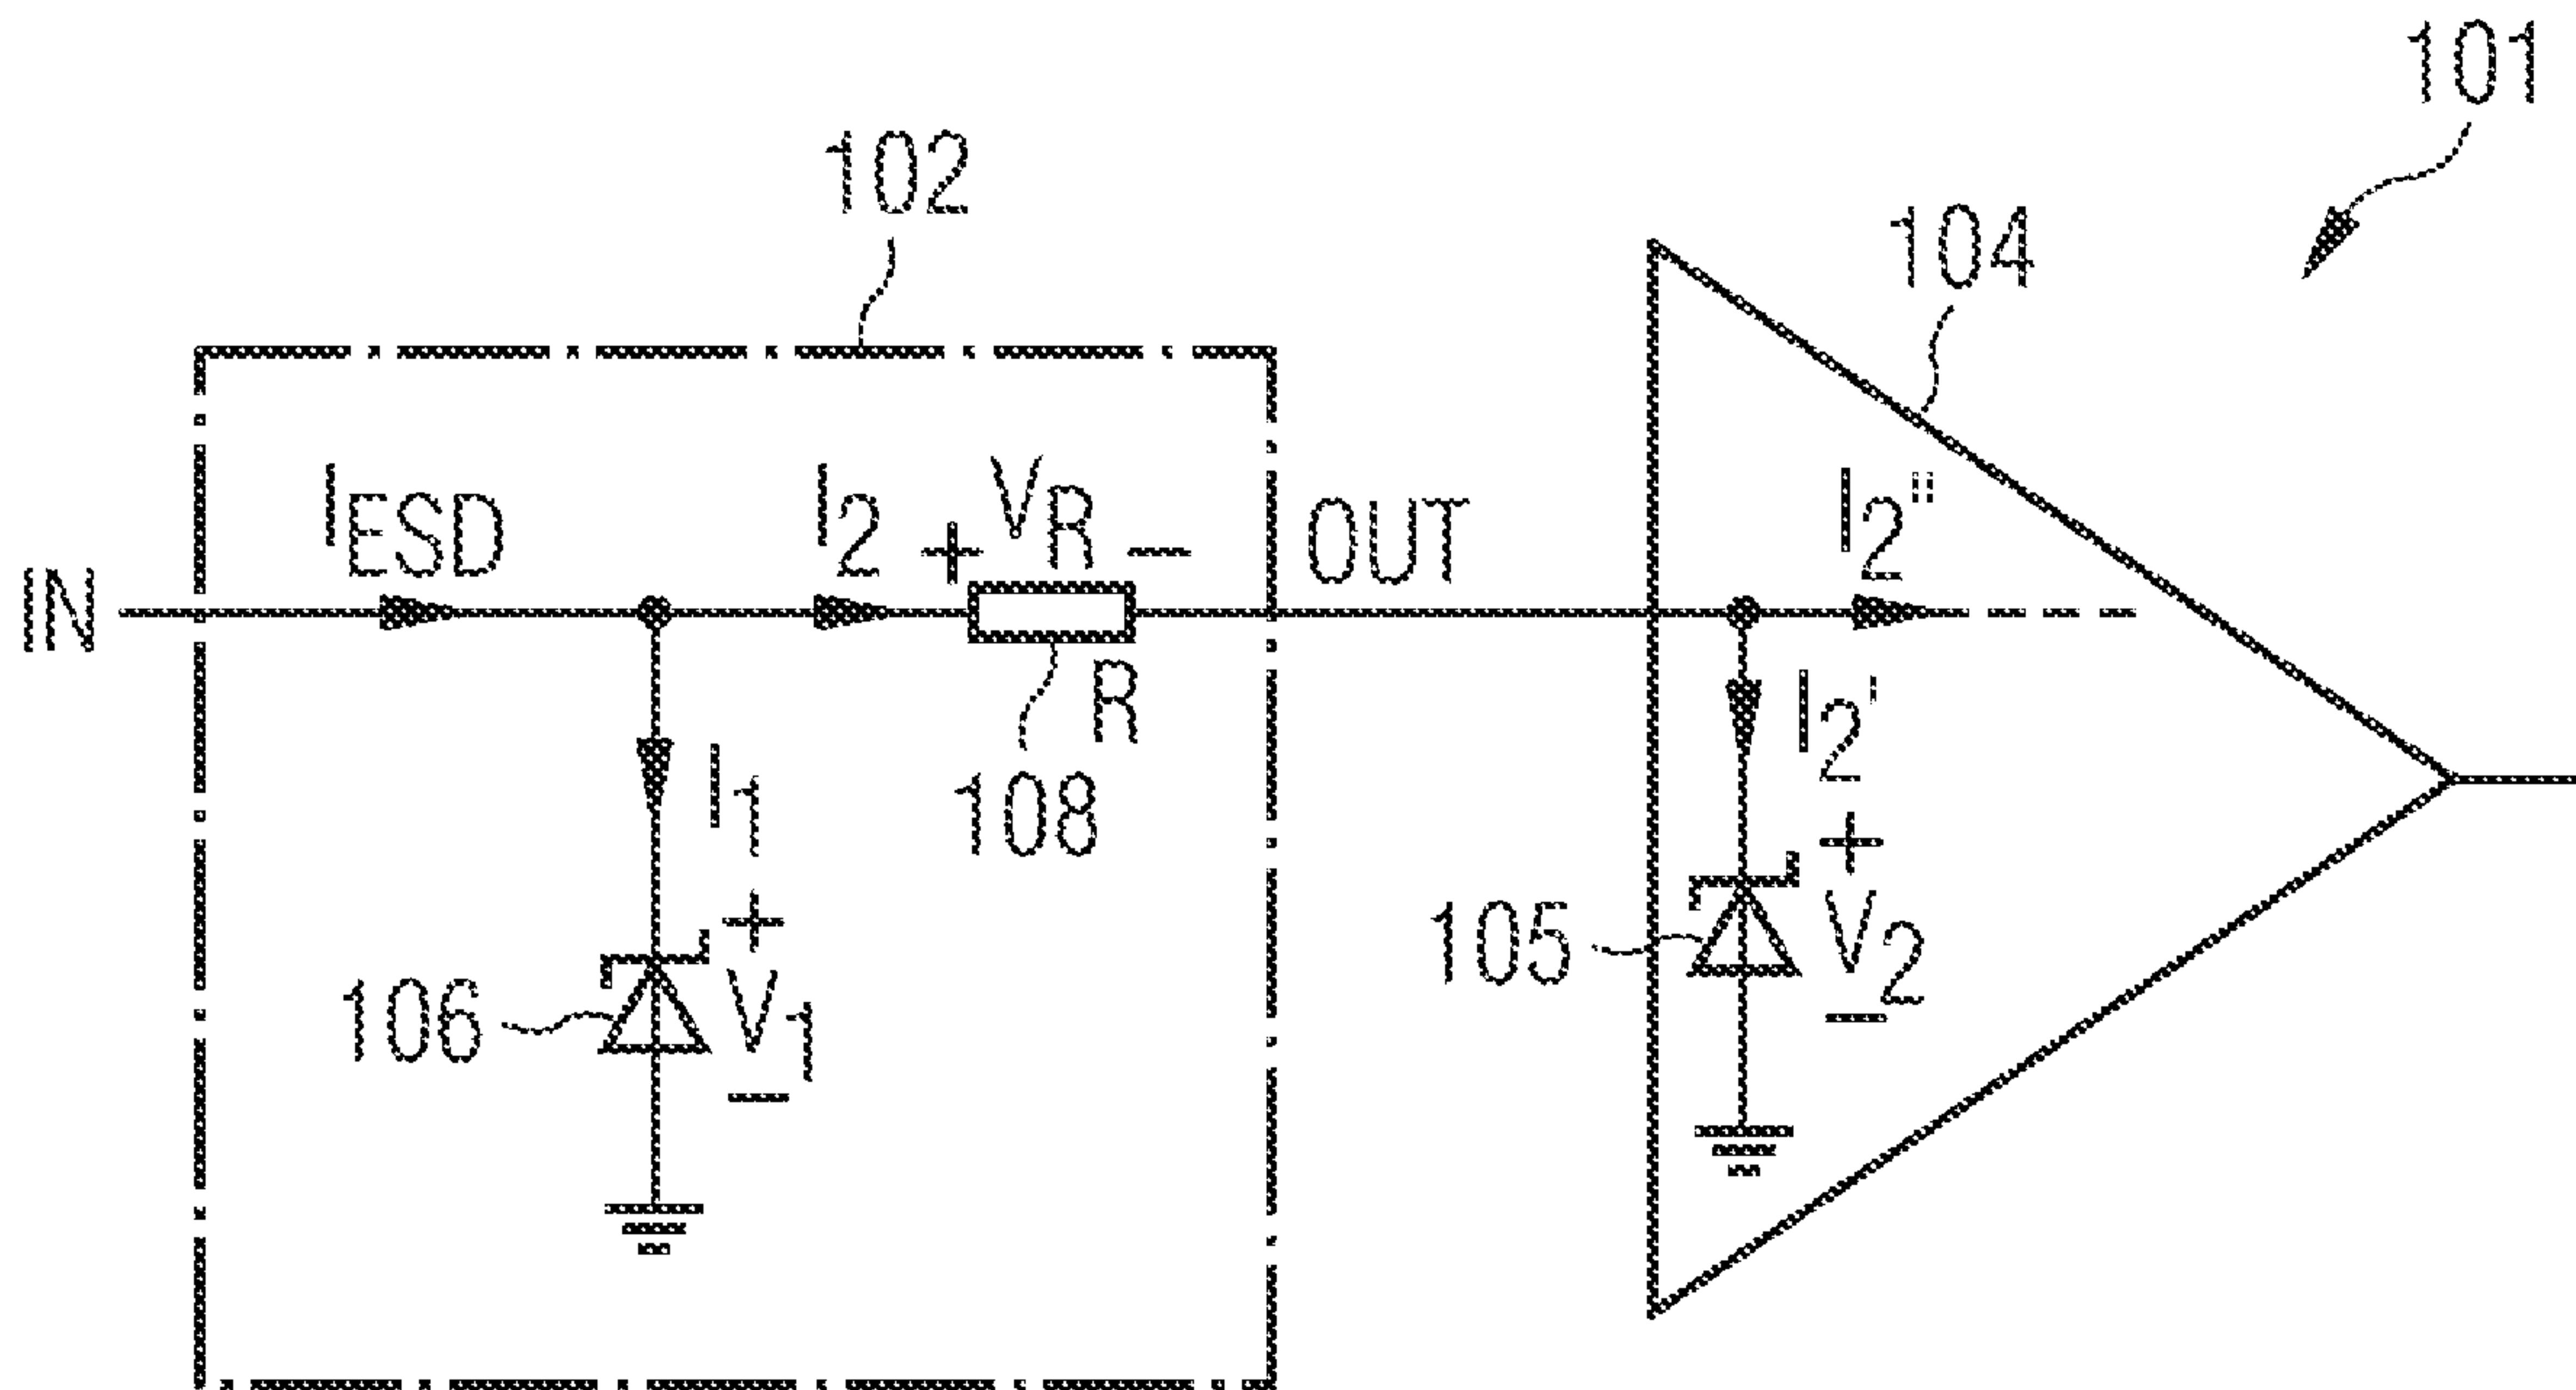 101
102
104
I_ESD
I_2
+ V_R −
OUT
I_2''
IN
R
I_2'
I_1
108
+
+
105
V_2
−
106
V_1
−